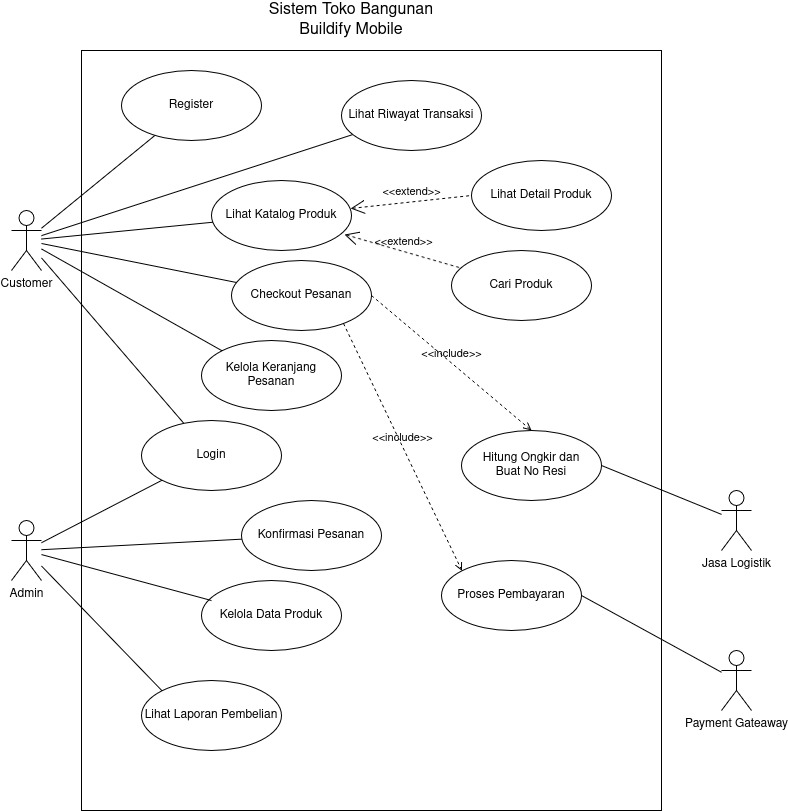 Sistem Toko Bangunan
Buildify Mobile
Register
Lihat Riwayat Transaksi
<<extend>>
Lihat Detail Produk
Lihat Katalog Produk
<<extend>>
Customer
Cari Produk
Checkout Pesanan
<<include>>
Kelola Keranjang
Pesanan
<<include>>
Login
Hitung Ongkir dan
Buat No Resi
Konfirmasi Pesanan
Jasa Logistik
Admin
Proses Pembayaran
Kelola Data Produk
Lihat Laporan Pembelian
Payment Gateaway